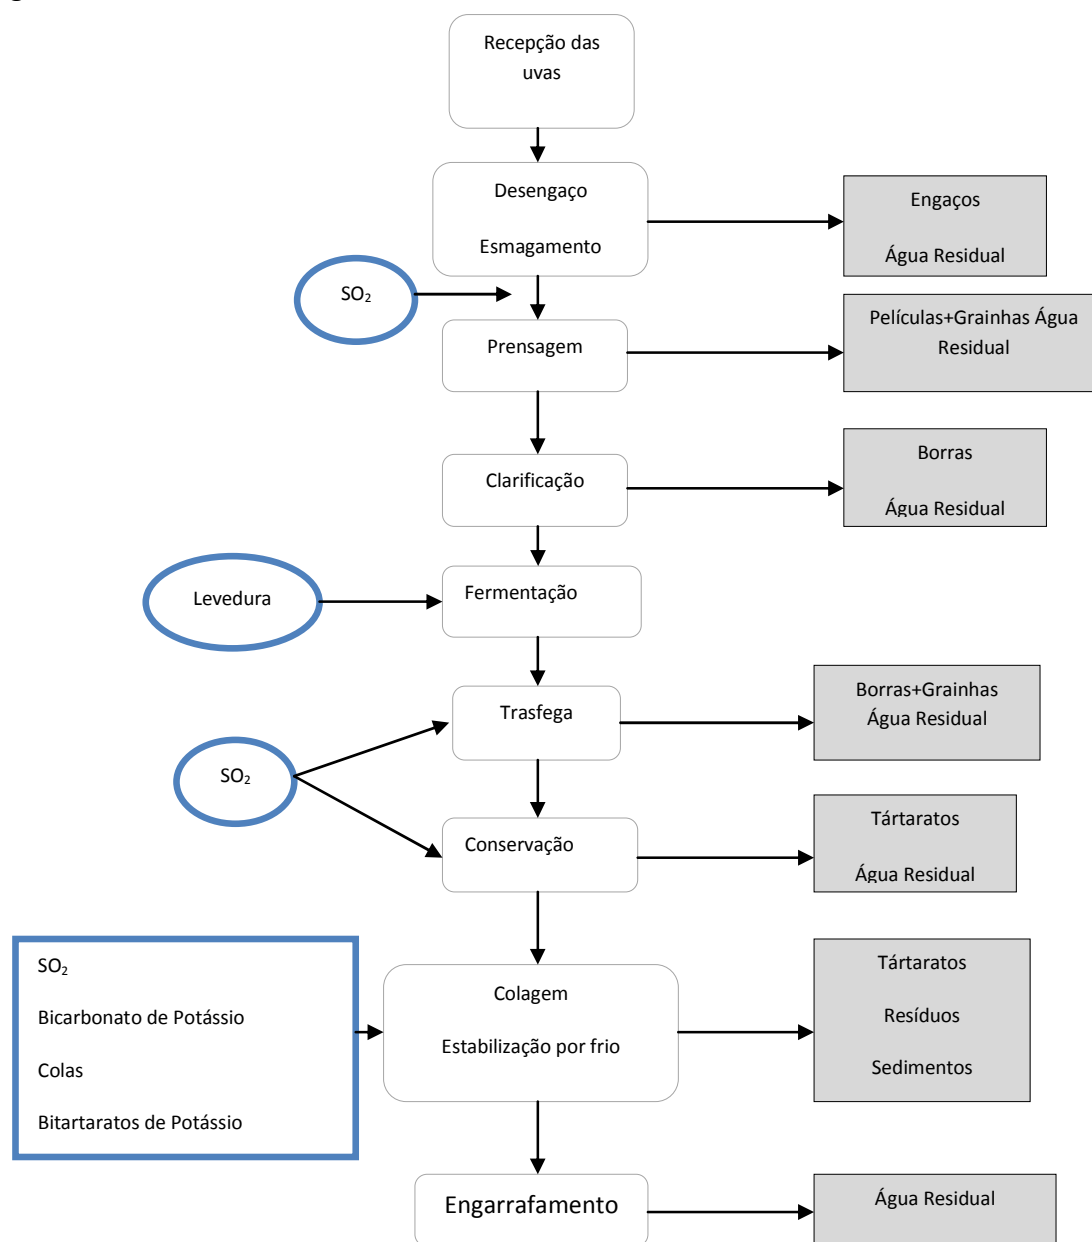 Recepção das
uvas
Desengaço
Esmagamento
Engaços
Água Residual
SO₂
Prensagem
Películas+Grainhas Água
Residual
Clarificação
Borras
Água Residual
Levedura
Fermentação
Trasfega
Borras+Grainhas
Água Residual
SO₂
Conservação
Tártaratos
Água Residual
SO₂
Bicarbonato de Potássio
Colas
Bitartaratos de Potássio
Colagem
Estabilização por frio
Tártaratos
Resíduos
Sedimentos
Engarrafamento
Água Residual